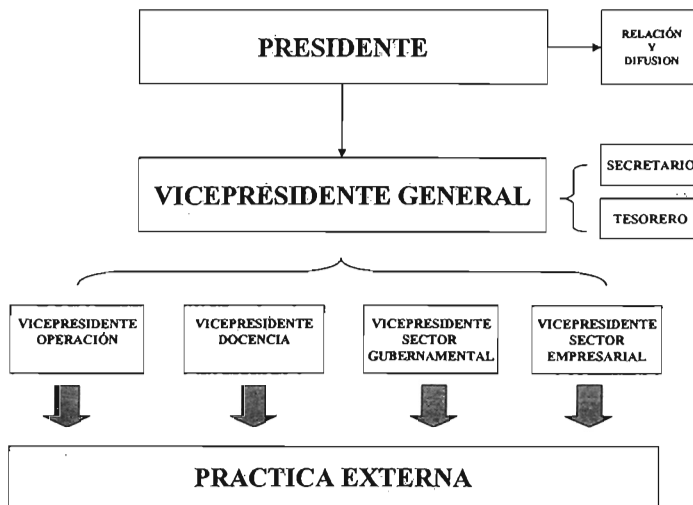 PRESIDENTE
RELACIÓN
Y
DIFUSION
VICEPRESIDENTE GENERAL
SECRETARIO
TESORERO
VICEPRESIDENTE
OPERACIÓN
VICEPRESIDENTE
DOCENCIA
VICEPRESIDENTE
SECTOR
GUBERNAMENTAL
VICEPRESIDENTE
SECTOR
EMPRESARIAL
PRACTICA EXTERNA